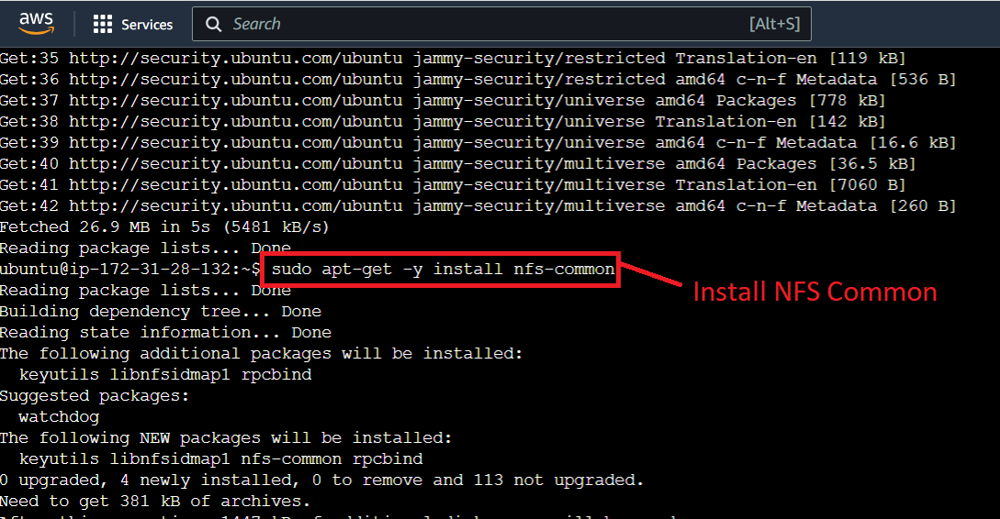 aws
Services
Search
[Alt+S]
Get:35 http://security.ubuntu.com/ubuntu jammy-security/restricted Translation-en [119 kB]
Get:36 http://security.ubuntu.com/ubuntu jammy-security/restricted amd64 c-n-f Metadata [536 B]
Get:37 http://security.ubuntu.com/ubuntu jammy-security/universe amd64 Packages [778 kB]
Get:38 http://security.ubuntu.com/ubuntu jammy-security/universe Translation-en [142 kB]
Get:39 http://security.ubuntu.com/ubuntu jammy-security/universe amd64 c-n-f Metadata [16.6 kB]
Get:40 http://security.ubuntu.com/ubuntu jammy-security/multiverse amd64 Packages [36.5 kB]
Get:41 http://security.ubuntu.com/ubuntu jammy-security/multiverse Translation-en [7060 B]
Get:42 http://security.ubuntu.com/ubuntu jammy-security/multiverse amd64 c-n-f Metadata [260 B]
Fetched 26.9 MB in 5s (5481 kB/s)
Reading package lists... Done
ubuntu@ip-172-31-28-132:~$ sudo apt-get -y install nfs-common
Install NFS Common
Reading package lists... Done
Building dependency tree... Done
Reading state information... Done
The following additional packages will be installed:
  keyutils libnfsidmap1 rpcbind
Suggested packages:
  watchdog
The following NEW packages will be installed:
  keyutils libnfsidmap1 nfs-common rpcbind
0 upgraded, 4 newly installed, 0 to remove and 113 not upgraded.
Need to get 381 kB of archives.